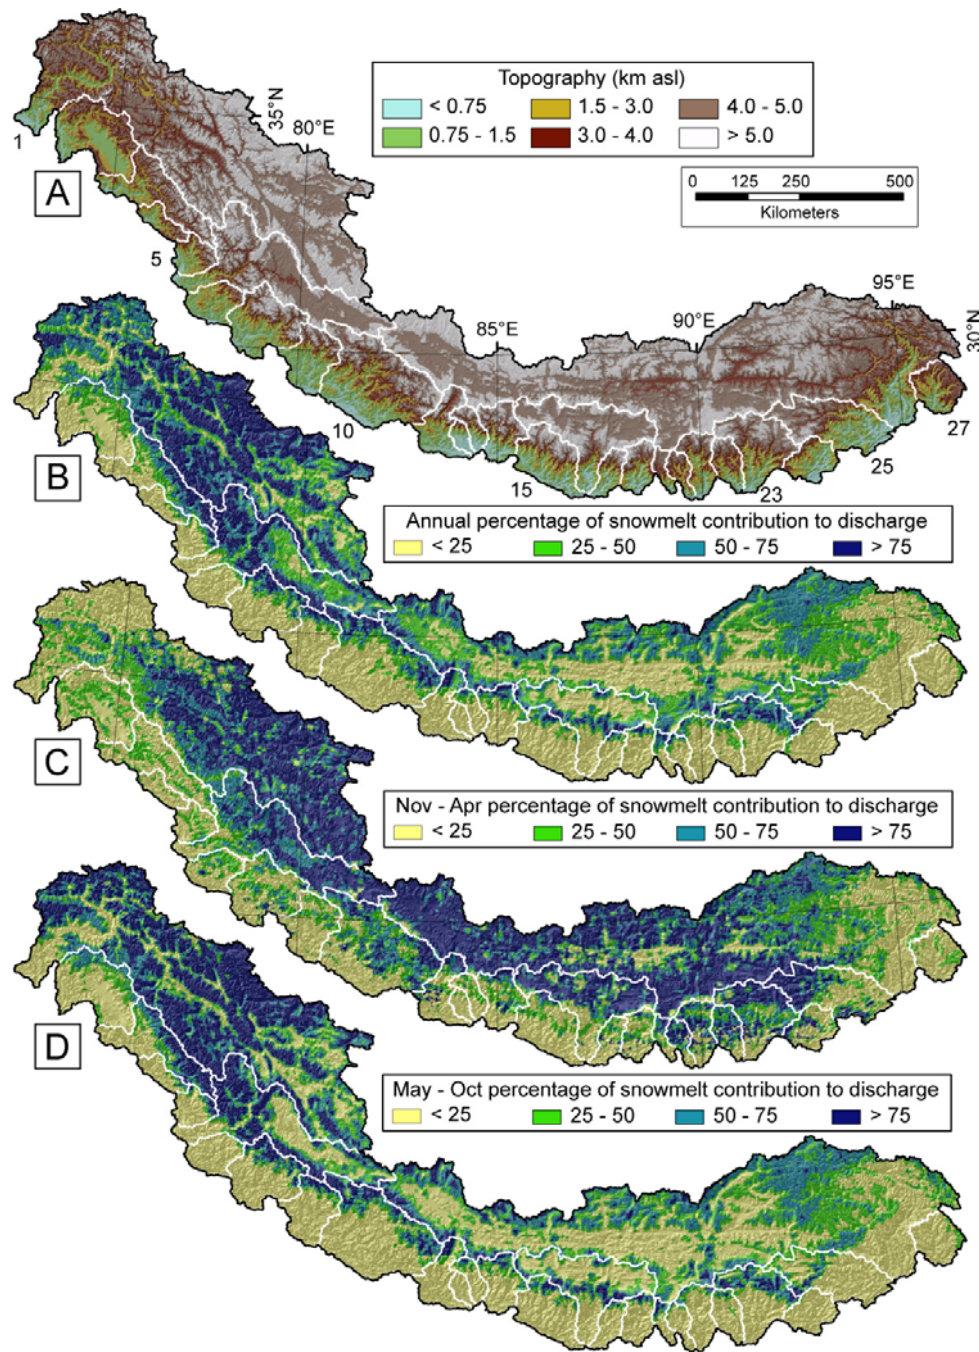 Topography (km asl)
< 0.75 1.5 - 3.0 4.0 - 5.0
0.75 - 1.5 3.0 - 4.0 > 5.0
0 125 250 500
Kilometers
35°N
80°E
1
A
5
85°E
90°E
95°E
30°N
10
15
23
25
27
B
Annual percentage of snowmelt contribution to discharge
< 25 25 - 50 50 - 75 > 75
C
Nov - Apr percentage of snowmelt contribution to discharge
< 25 25 - 50 50 - 75 > 75
D
May - Oct percentage of snowmelt contribution to discharge
< 25 25 - 50 50 - 75 > 75